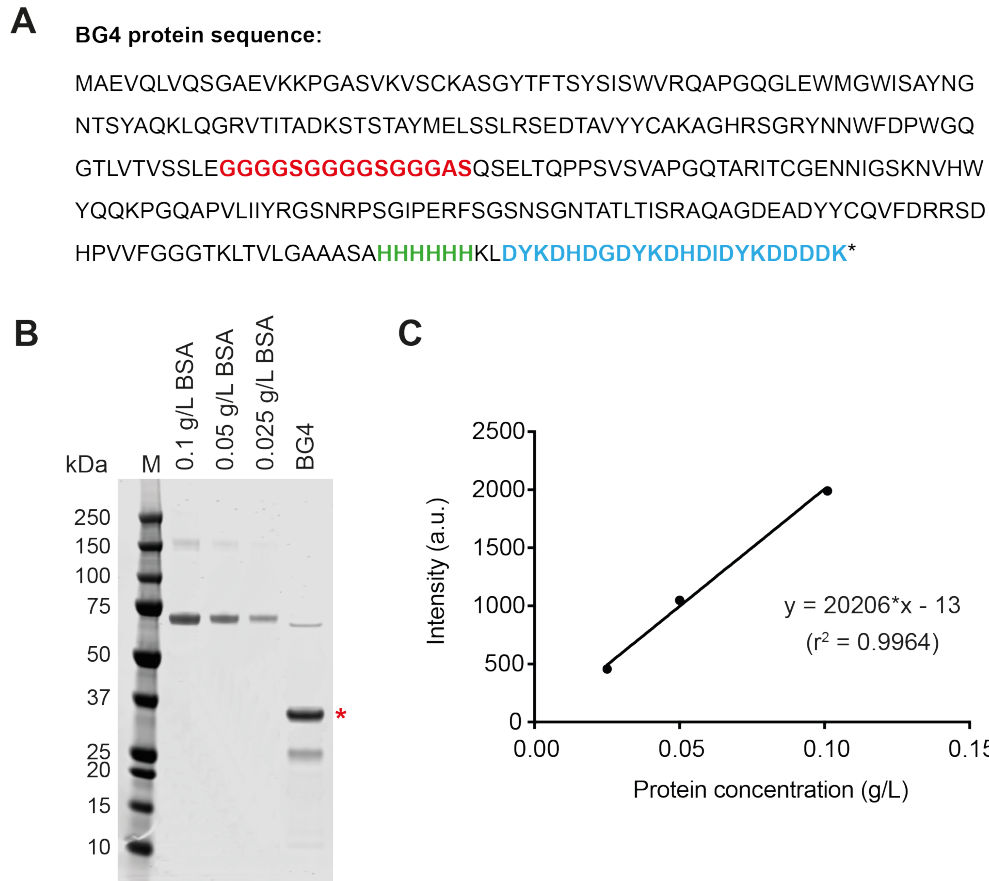 A
BG4 protein sequence:
MAEVQLVQSGAEVKKPGASVKVSCKASGYTFTSYSISWVRQAPGQGLEWMGWISAYNG
NTSYAQKLQGRVTITADKSTSTAYMELSSLRSEDTAVYYCAKAGHRSGRYNNWFDPWGQ
GTLVTVSSLEGGGGSGGGGSGGGASQSELTQPPSVSVAPGQTARITCGENNIGSKNVHW
YQQKPGQAPVLIIYRGSNRPSGIPERFSGSNSGNTATLTISRAQAGDEADYYCQVFDRRSD
HPVVFGGGTKLTVLGAAASAHHHHHHKLDYKDHDGDYKDHDIDYKDDDDK*
B
kDa M 0.1 g/L BSA 0.05 g/L BSA 0.025 g/L BSA BG4
250
150
100
75
50
37
*
25
20
15
10
C
2500
2000
1500
1000
500
0
0.00 0.05 0.10 0.15
Intensity (a.u.)
Protein concentration (g/L)
y = 20206*x - 13
(r² = 0.9964)